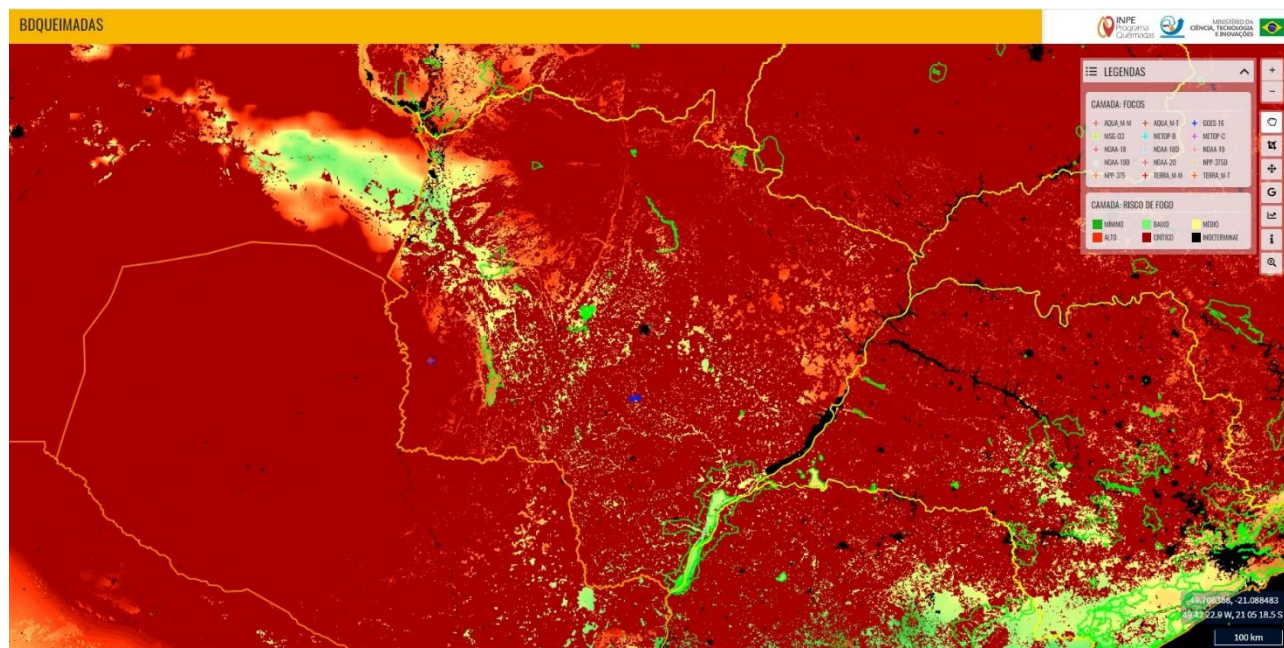 BDQUEIMADAS
INPE
Programa
Queimadas
MINISTÉRIO DA
CIÊNCIA, TECNOLOGIA
E INOVAÇÕES
LEGENDAS
CAMADA: FOCOS
AQUA_M-M AQUA_M-T GOES-16
MSG-03 METOP-B METOP-C
NOAA-18 NOAA-18D NOAA-19
NOAA-19D NOAA-20 NPP-375D
NPP-375 TERRA_M-M TERRA_M-T
CAMADA: RISCO DE FOGO
MÍNIMO BAIXO MÉDIO
ALTO CRÍTICO INDETERMINAE
G
i
-49.706388, -21.088483
49 42 22.9 W, 21 05 18.5 S
100 km